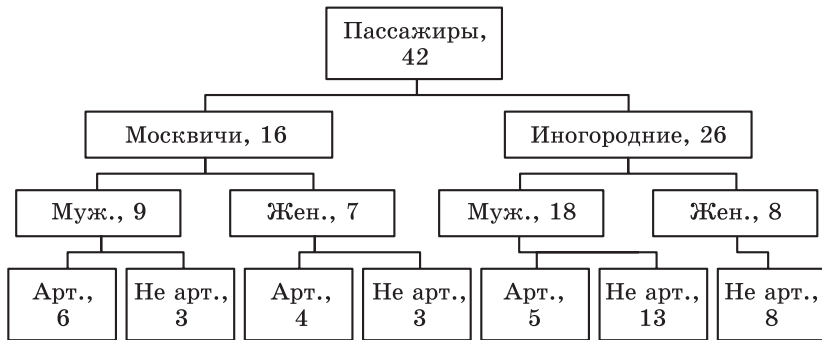 Пассажиры,
42
Москвичи, 16
Иногородние, 26
Муж., 9
Жен., 7
Муж., 18
Жен., 8
Арт.,
6
Не арт.,
3
Арт.,
4
Не арт.,
3
Арт.,
5
Не арт.,
13
Не арт.,
8